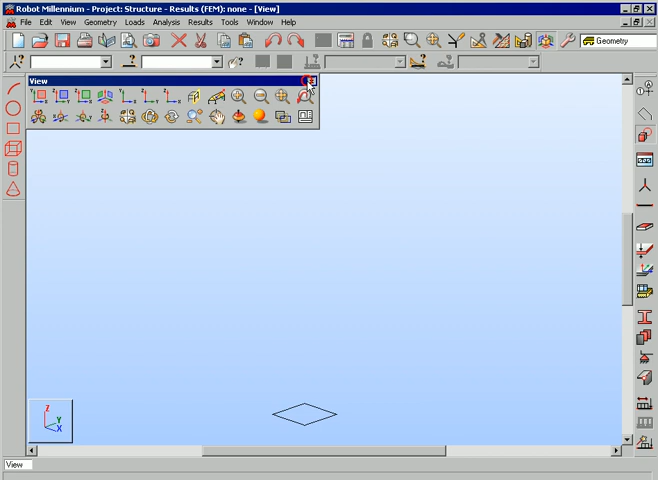 Robot Millennium - Project: Structure - Results (FEM): none - [View]
File Edit View Geometry Loads Analysis Results Tools Window Help
Geometry
View
Z
Y
X
View